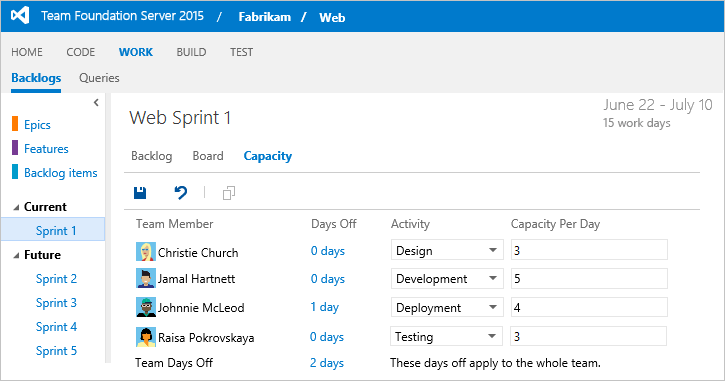 Team Foundation Server 2015 / Fabrikam / Web
HOME CODE WORK BUILD TEST
Backlogs Queries
Epics
Features
Backlog items
Current
Sprint 1
Future
Sprint 2
Sprint 3
Sprint 4
Sprint 5
Web Sprint 1
June 22 - July 10
15 work days
Backlog Board Capacity
Team Member Days Off Activity Capacity Per Day
Christie Church 0 days Design 3
Jamal Hartnett 0 days Development 5
Johnnie McLeod 1 day Deployment 4
Raisa Pokrovskaya 0 days Testing 3
Team Days Off 2 days These days off apply to the whole team.